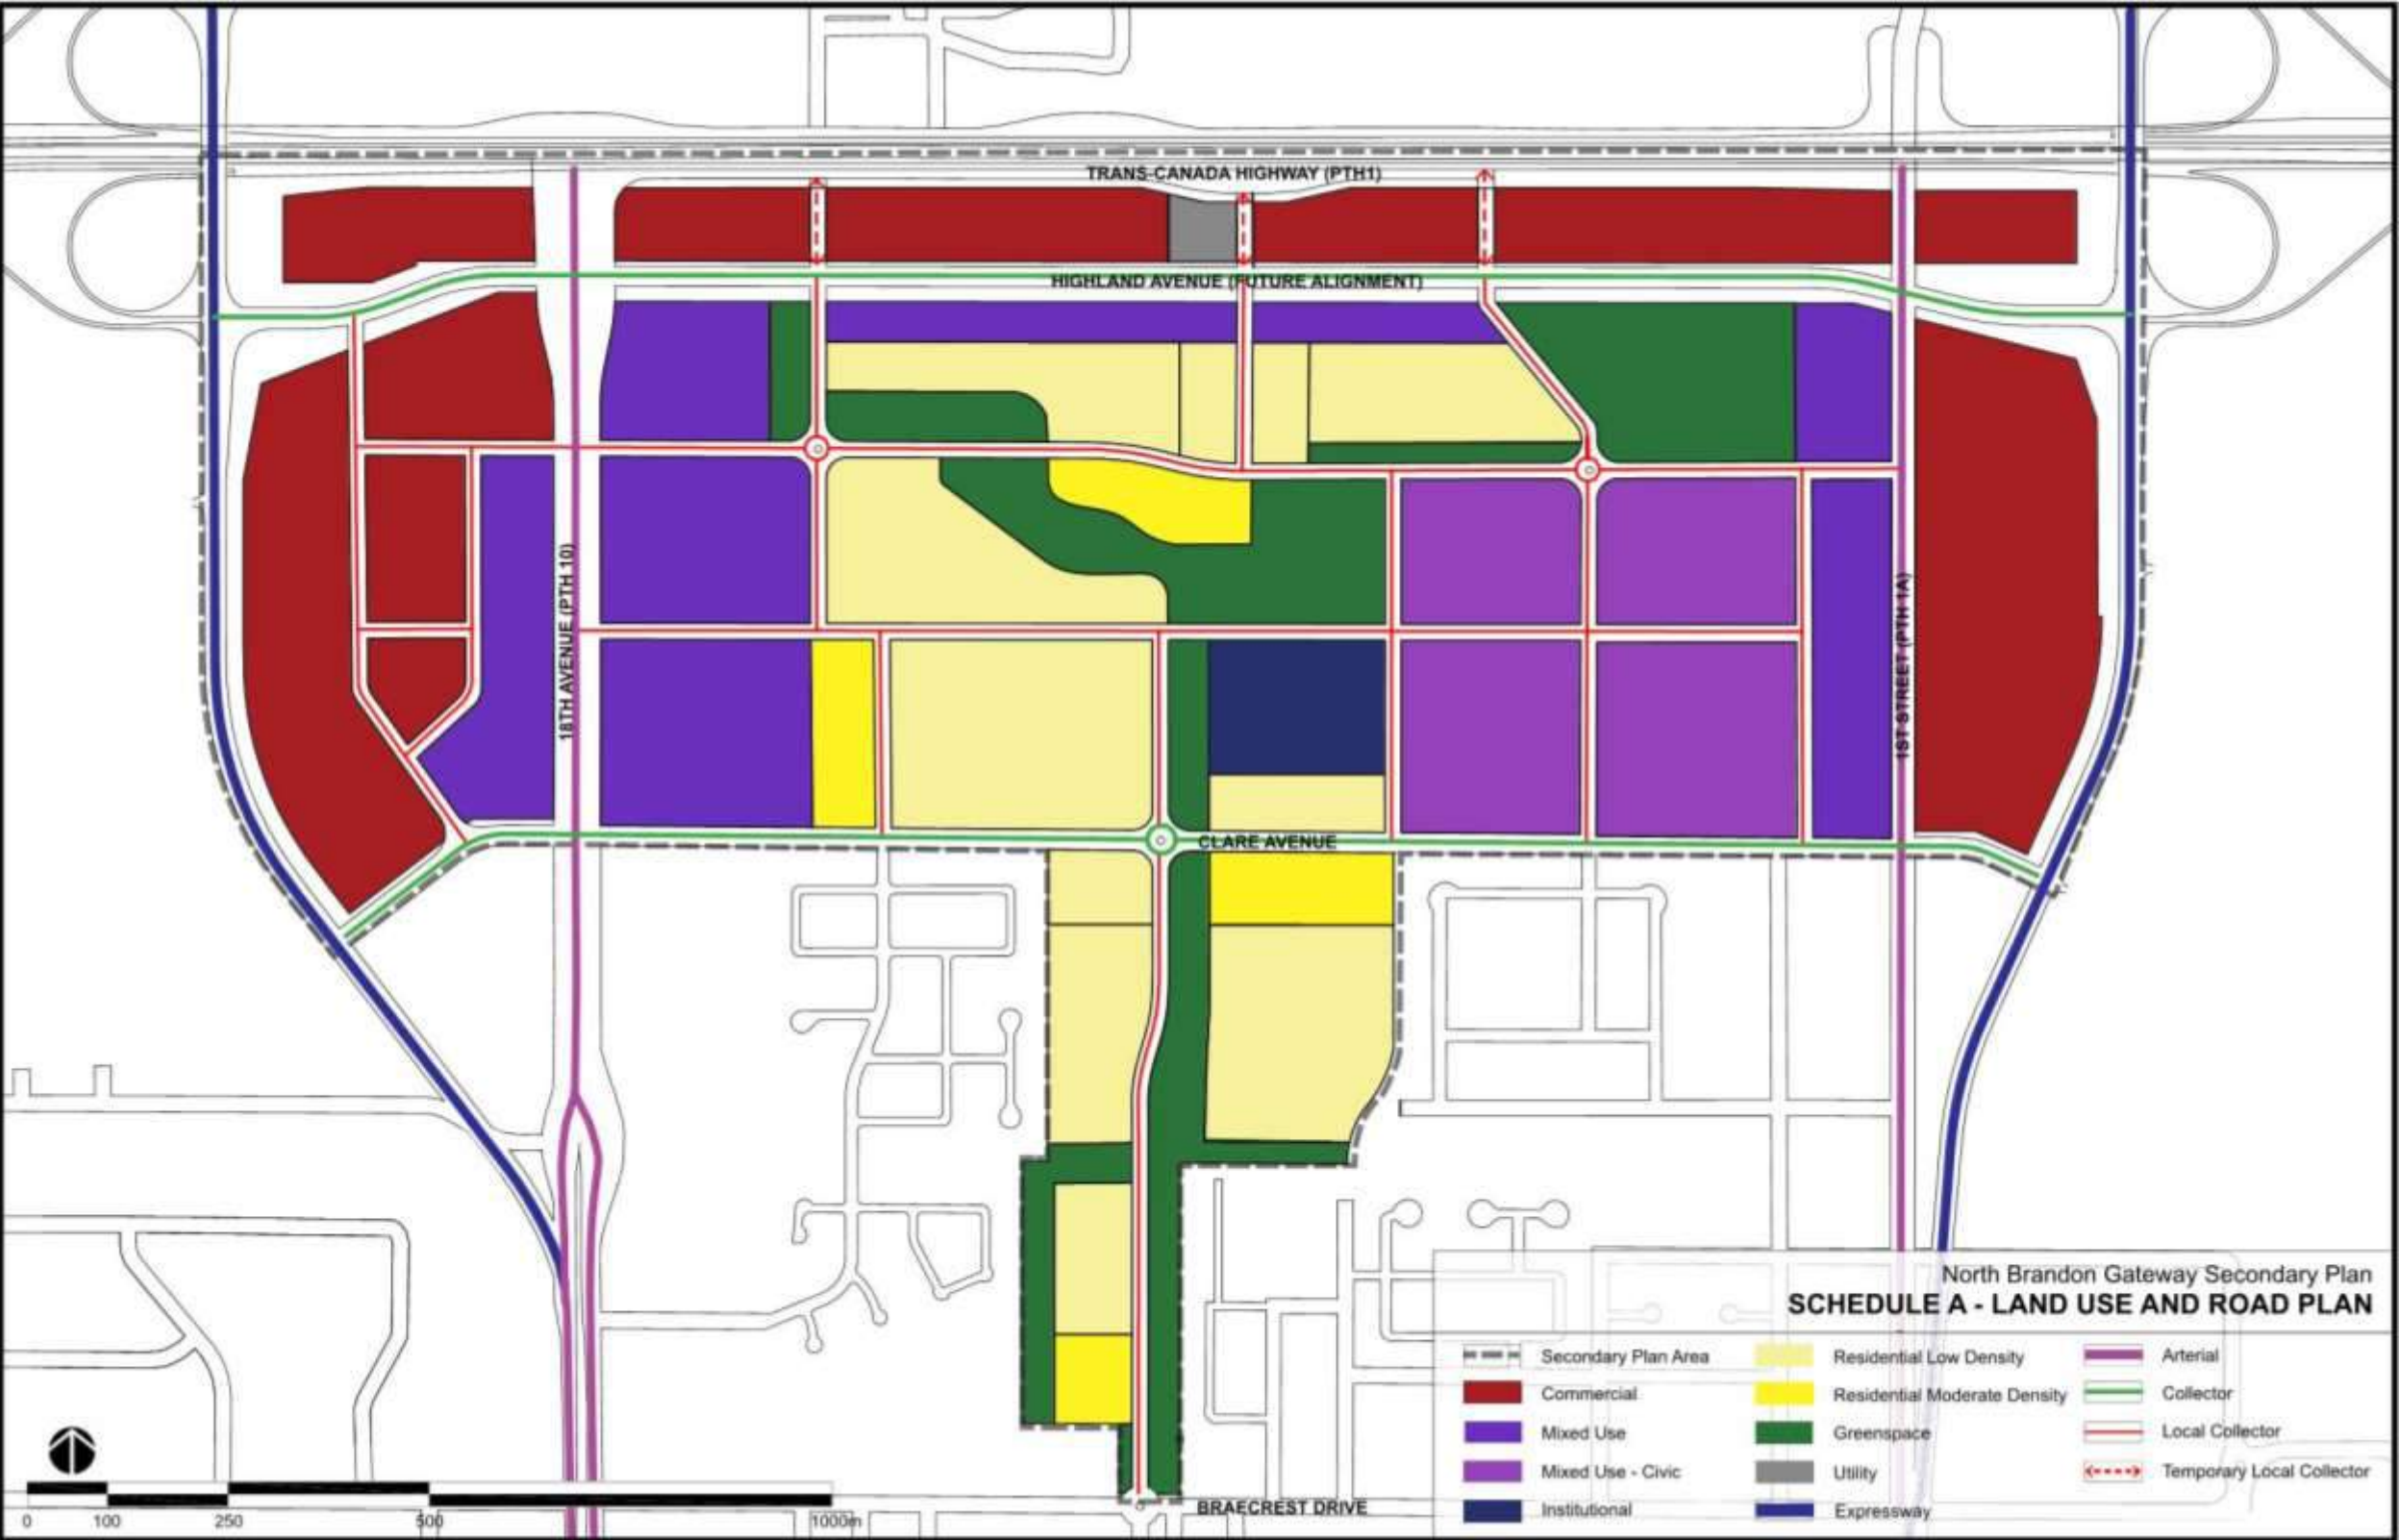 TRANS-CANADA HIGHWAY (PTH1)
HIGHLAND AVENUE (FUTURE ALIGNMENT)
18TH AVENUE (PTH 10)
1ST STREET (PTH 1A)
CLARE AVENUE
BRAECREST DRIVE
North Brandon Gateway Secondary Plan
SCHEDULE A - LAND USE AND ROAD PLAN
Secondary Plan Area
Commercial
Mixed Use
Mixed Use - Civic
Institutional
Residential Low Density
Residential Moderate Density
Greenspace
Utility
Expressway
Arterial
Collector
Local Collector
Temporary Local Collector
0 100 250 500 1000m